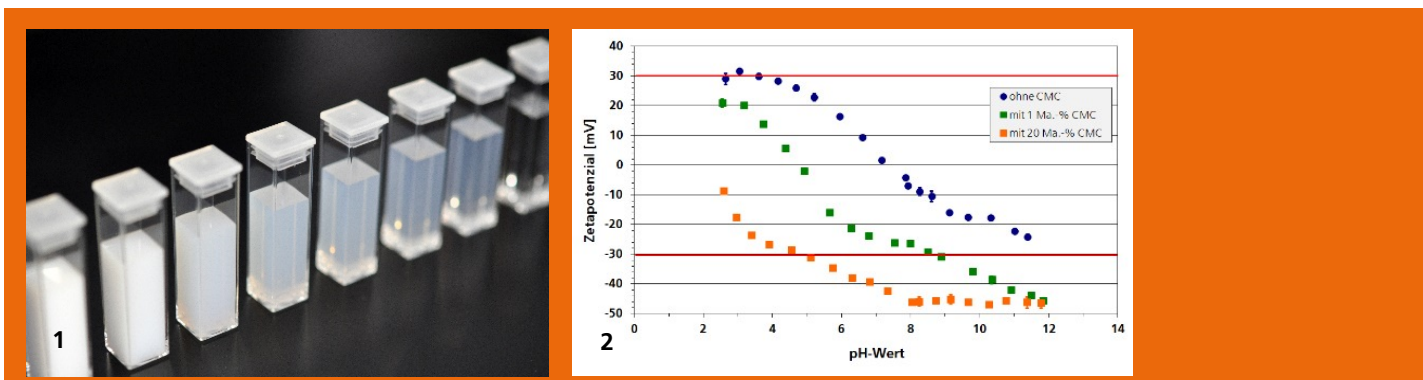 1
2
40
30
20
10
0
-10
-20
-30
-40
-50
Zetapotenzial [mV]
ohne CMC
mit 1 Ma.-% CMC
mit 20 Ma.-% CMC
0 2 4 6 8 10 12 14
pH-Wert